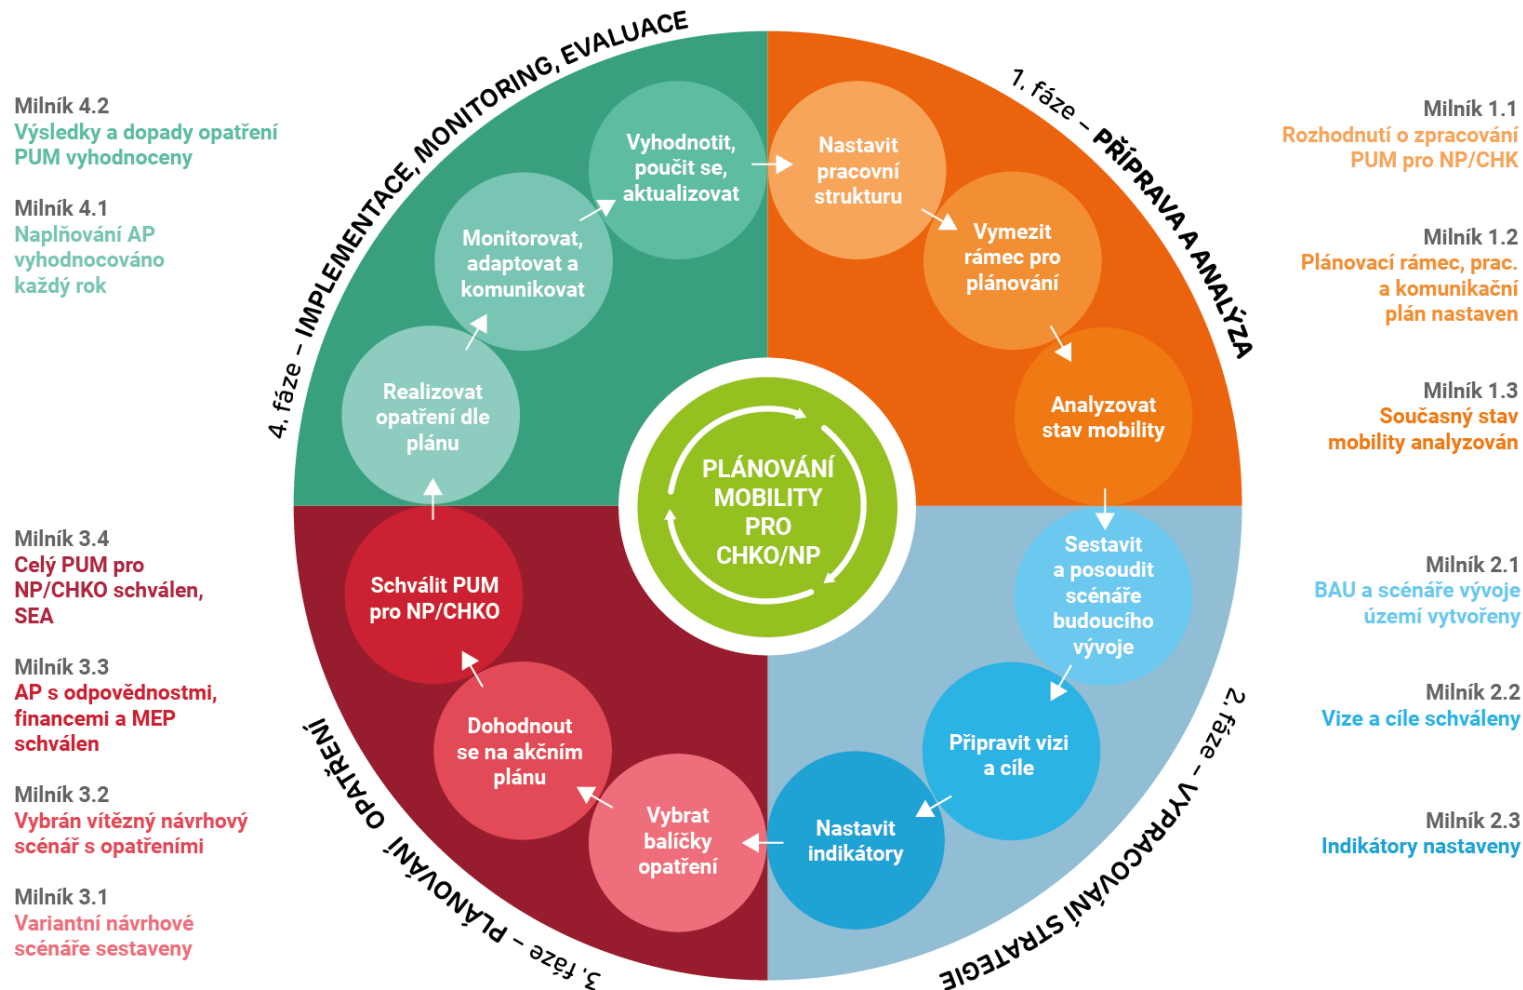 4. fáze – IMPLEMENTACE, MONITORING, EVALUACE
1. fáze – PŘÍPRAVA A ANALÝZA
2. fáze – VYPRACOVÁNÍ STRATEGIE
3. fáze – PLÁNOVÁNÍ OPATŘENÍ
Milník 4.2
Výsledky a dopady opatření
PUM vyhodnoceny
Milník 4.1
Naplňování AP
vyhodnocováno
každý rok
Milník 3.4
Celý PUM pro
NP/CHKO schválen,
SEA
Milník 3.3
AP s odpovědnostmi,
financemi a MEP
schválen
Milník 3.2
Vybrán vítězný návrhový
scénář s opatřeními
Milník 3.1
Variantní návrhové
scénáře sestaveny
Vyhodnotit,
poučit se,
aktualizovat
Monitorovat,
adaptovat a
komunikovat
Realizovat
opatření dle
plánu
Nastavit
pracovní
strukturu
Vymezit
rámec pro
plánování
Analyzovat
stav mobility
PLÁNOVÁNÍ
MOBILITY
PRO
CHKO/NP
Sestavit
a posoudit
scénáře
budoucího
vývoje
Připravit vizi
a cíle
Nastavit
indikátory
Vybrat
balíčky
opatření
Dohodnout
se na akčním
plánu
Schválit PUM
pro NP/CHKO
Milník 1.1
Rozhodnutí o zpracování
PUM pro NP/CHK
Milník 1.2
Plánovací rámec, prac.
a komunikační
plán nastaven
Milník 1.3
Současný stav
mobility analyzován
Milník 2.1
BAU a scénáře vývoje
území vytvořeny
Milník 2.2
Vize a cíle schváleny
Milník 2.3
Indikátory nastaveny